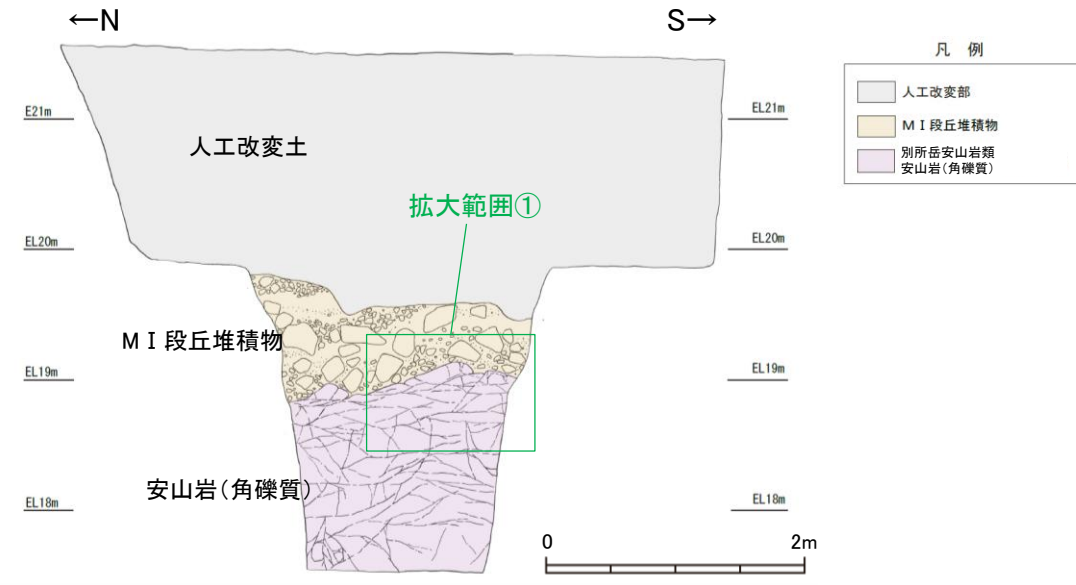 ←N
S→
凡 例
人工改変部
MⅠ段丘堆積物
別所岳安山岩類
安山岩(角礫質)
E21m
EL21m
人工改変土
拡大範囲①
EL20m
EL20m
MⅠ段丘堆積物
EL19m
EL19m
安山岩(角礫質)
EL18m
EL18m
0
2m